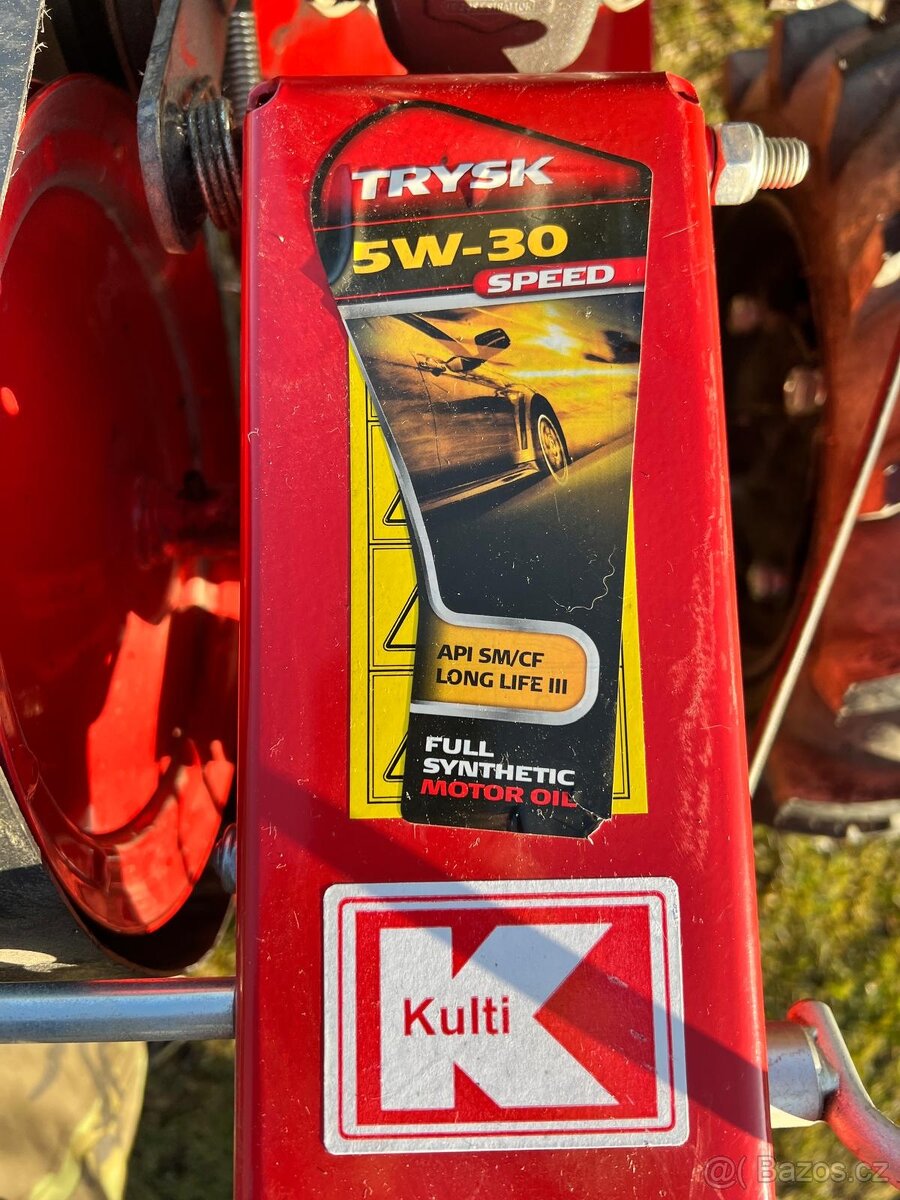 TRYSK
5W-30
SPEED
API SM/CF
LONG LIFE III
FULL
SYNTHETIC
MOTOR OIL
K
Kulti
@( Bazos.cz